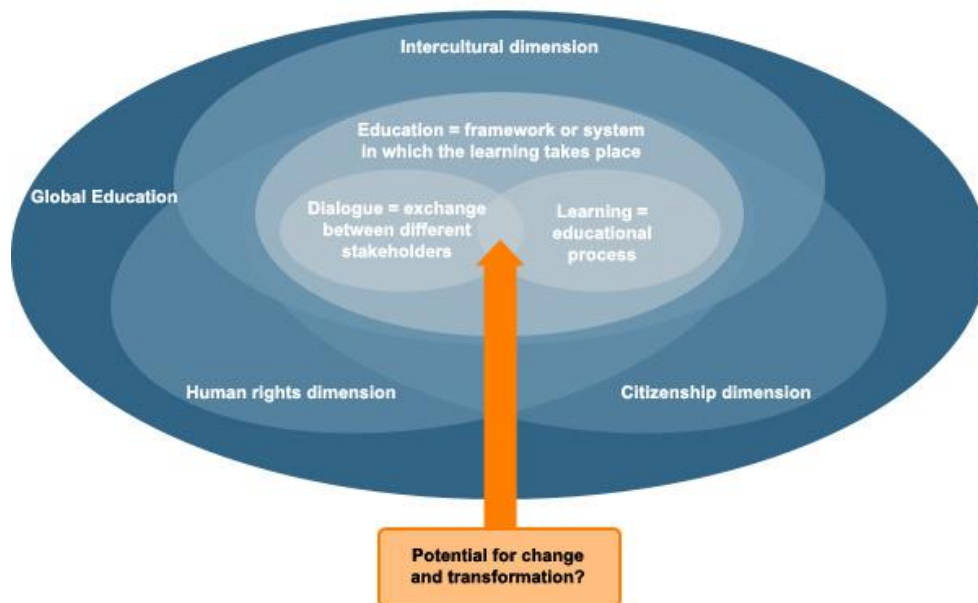 Intercultural dimension
Education = framework or system
in which the learning takes place
Global Education
Dialogue = exchange
between different
stakeholders
Learning =
educational
process
Human rights dimension
Citizenship dimension
Potential for change
and transformation?